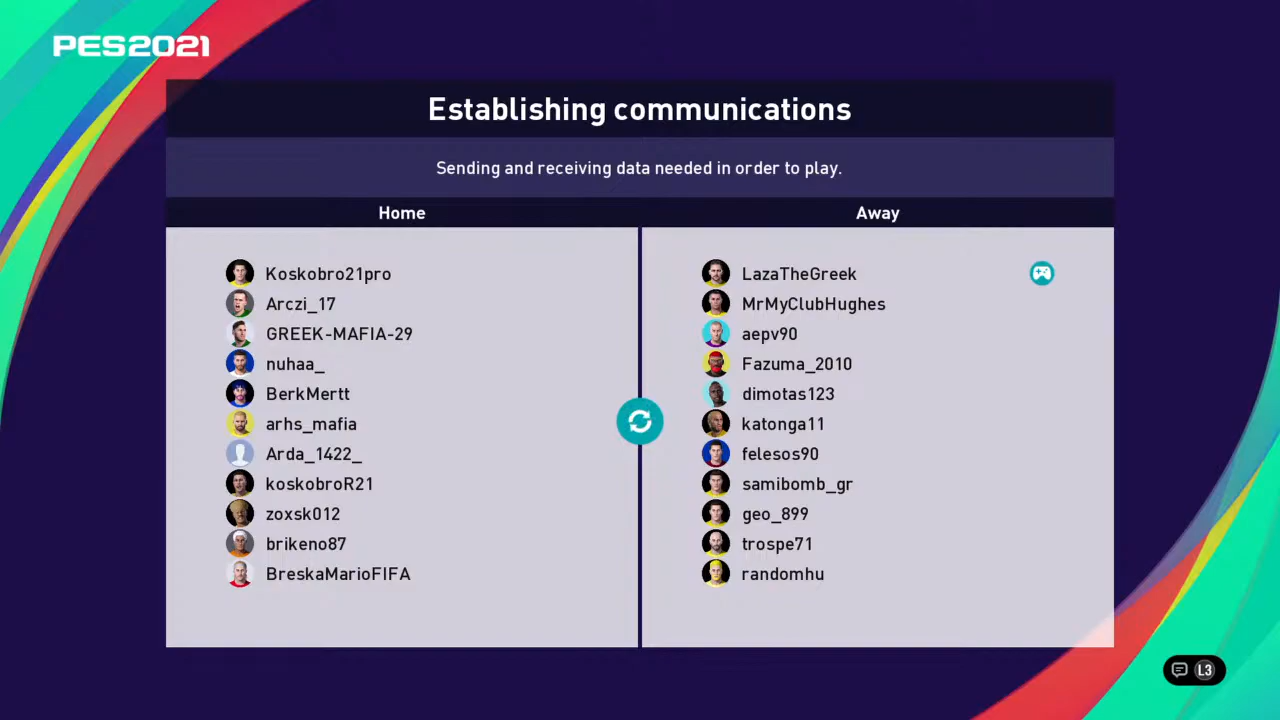 PES2021
Establishing communications
Sending and receiving data needed in order to play.
Home
Away
Koskobro21pro
Arczi_17
GREEK-MAFIA-29
nuhaa_
BerkMertt
arhs_mafia
Arda_1422_
koskobroR21
zoxsk012
brikeno87
BreskaMarioFIFA
LazaTheGreek
MrMyClubHughes
aepv90
Fazuma_2010
dimotas123
katonga11
felesos90
samibomb_gr
geo_899
trospe71
randomhu
L3